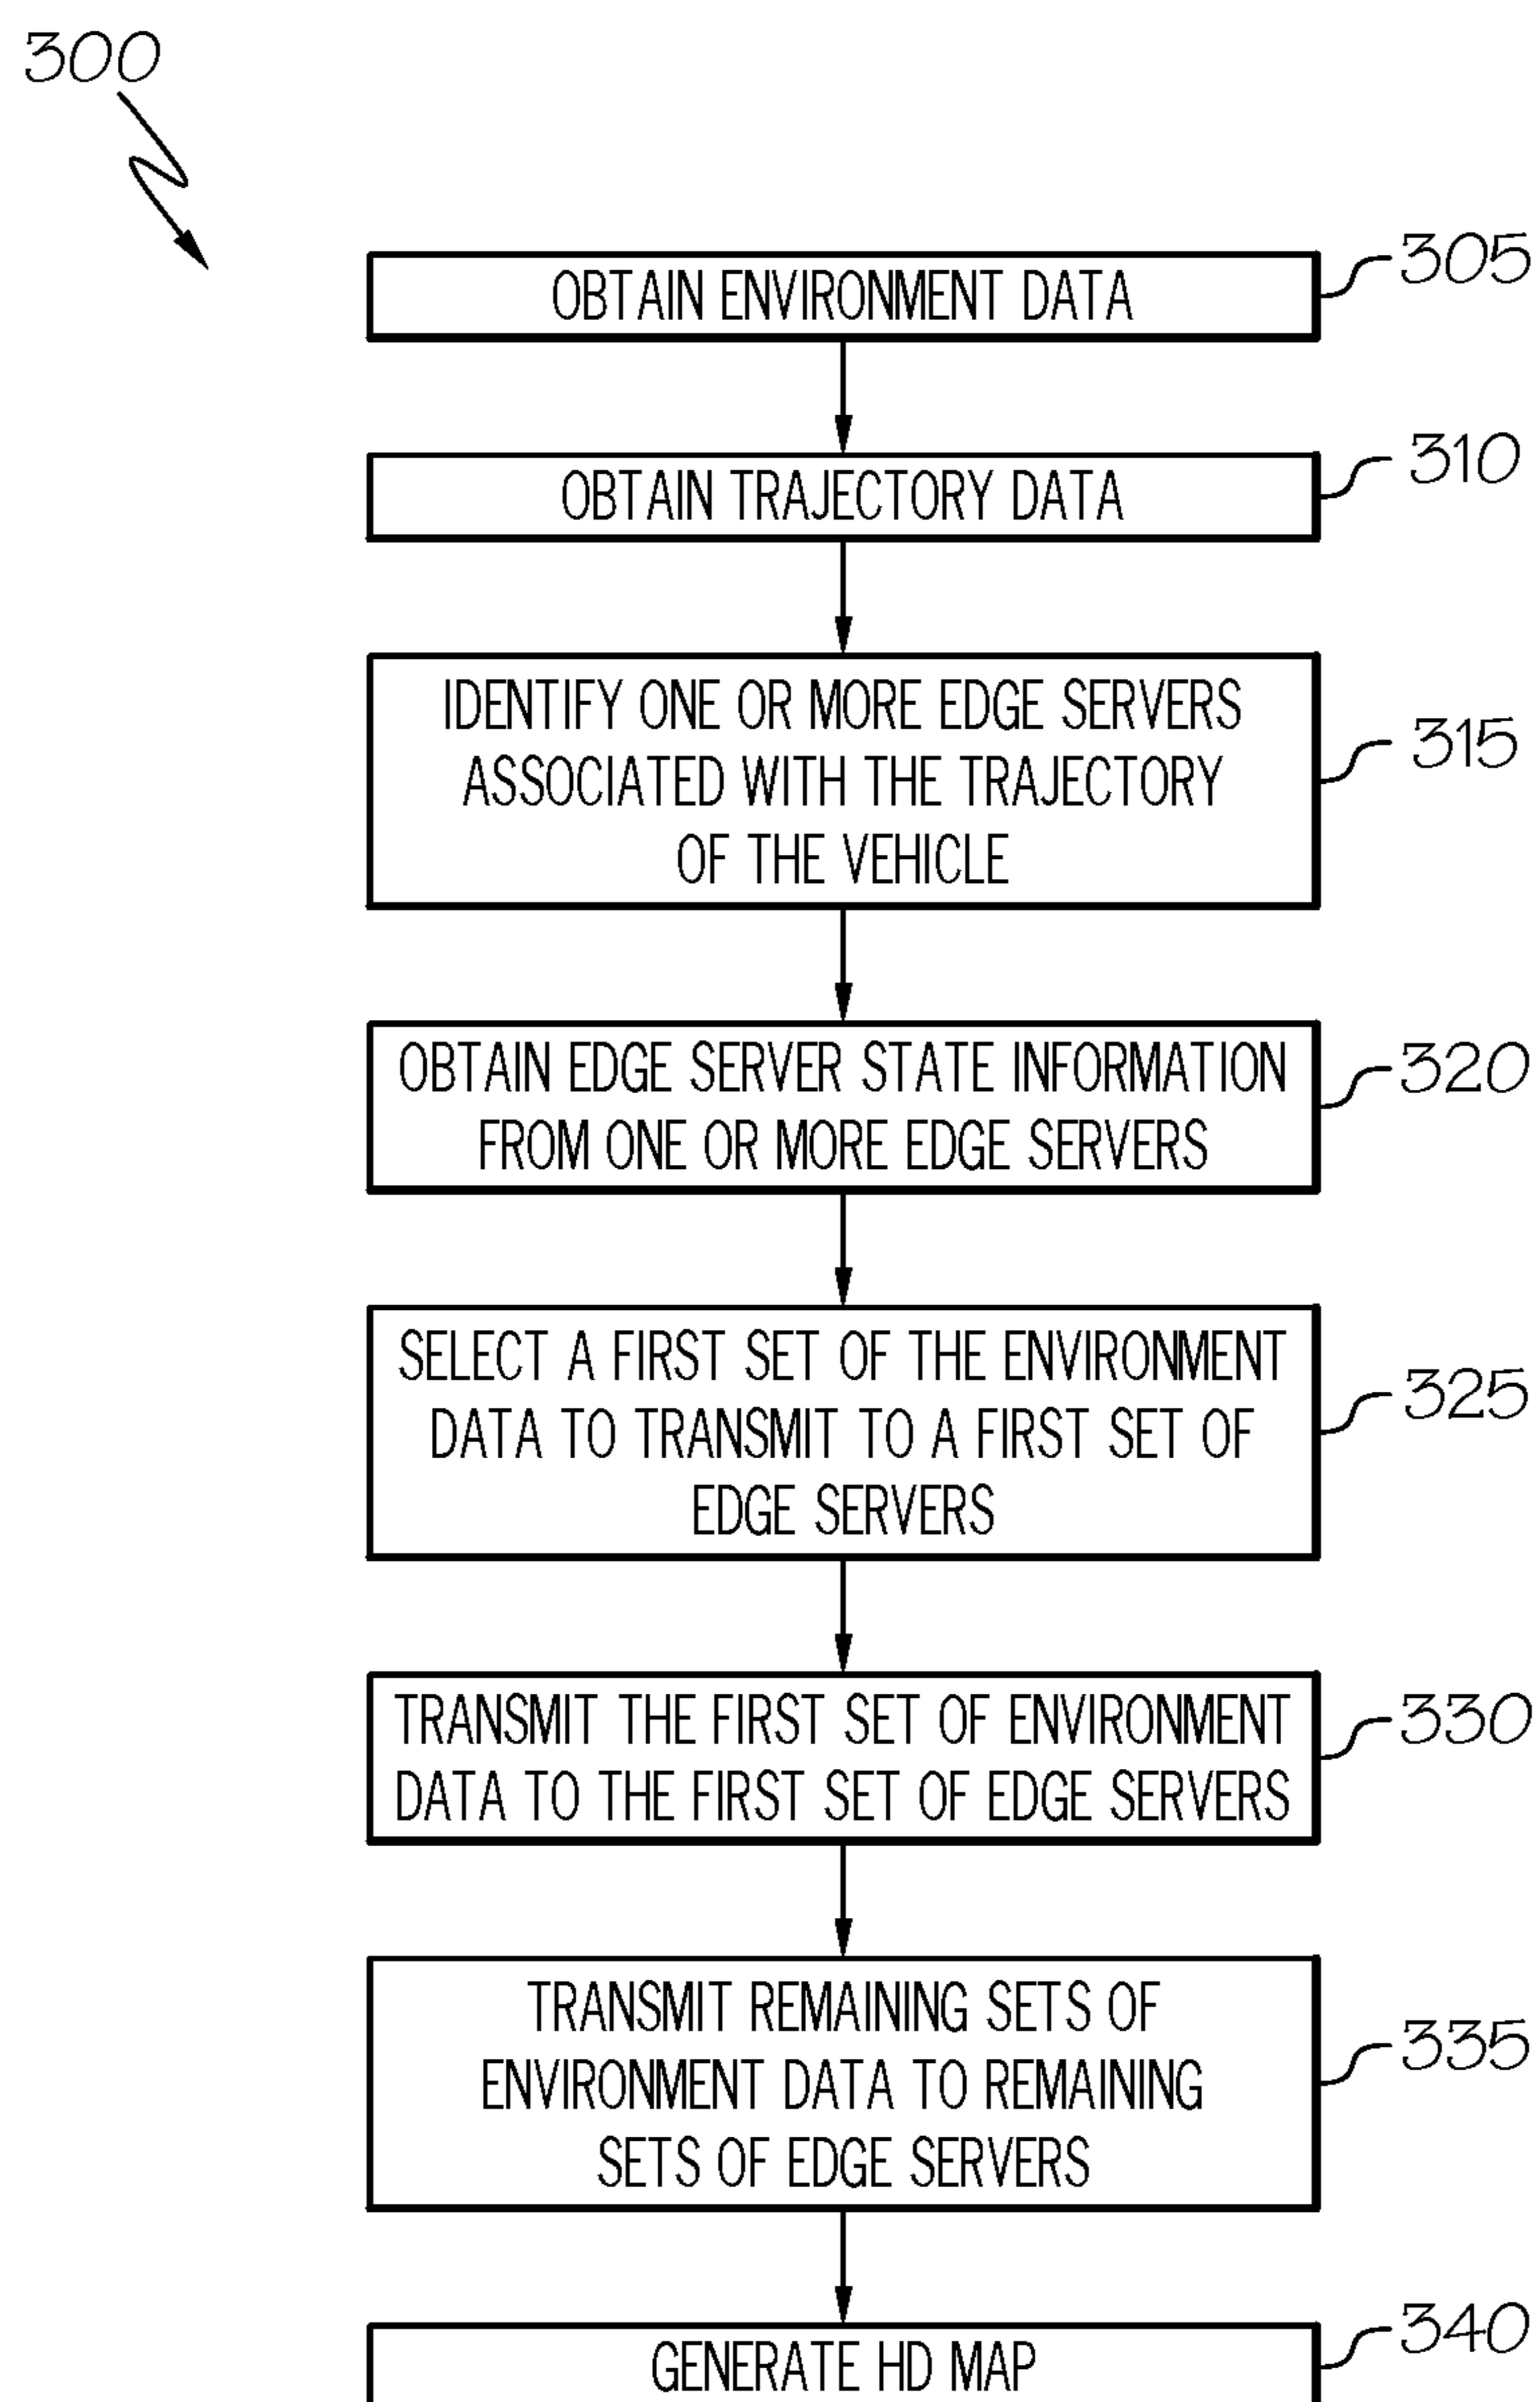 300
OBTAIN ENVIRONMENT DATA
305
OBTAIN TRAJECTORY DATA
310
IDENTIFY ONE OR MORE EDGE SERVERS
ASSOCIATED WITH THE TRAJECTORY
OF THE VEHICLE
315
OBTAIN EDGE SERVER STATE INFORMATION
FROM ONE OR MORE EDGE SERVERS
320
SELECT A FIRST SET OF THE ENVIRONMENT
DATA TO TRANSMIT TO A FIRST SET OF
EDGE SERVERS
325
TRANSMIT THE FIRST SET OF ENVIRONMENT
DATA TO THE FIRST SET OF EDGE SERVERS
330
TRANSMIT REMAINING SETS OF
ENVIRONMENT DATA TO REMAINING
SETS OF EDGE SERVERS
335
GENERATE HD MAP
340